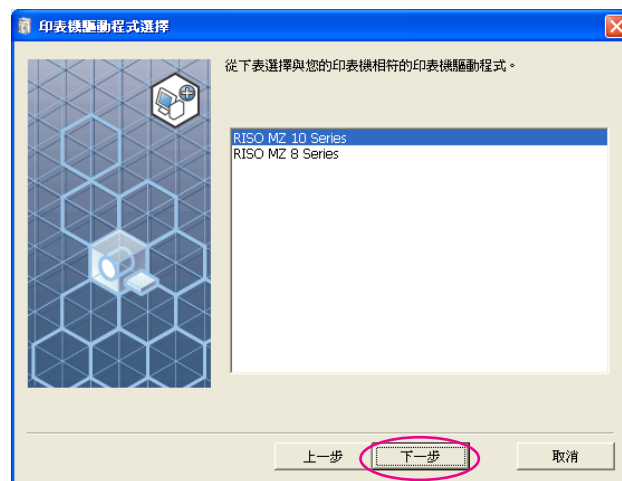 印表機驅動程式選擇
從下表選擇與您的印表機相符的印表機驅動程式。
RISO MZ 10 Series
RISO MZ 8 Series
上一步 下一步 取消